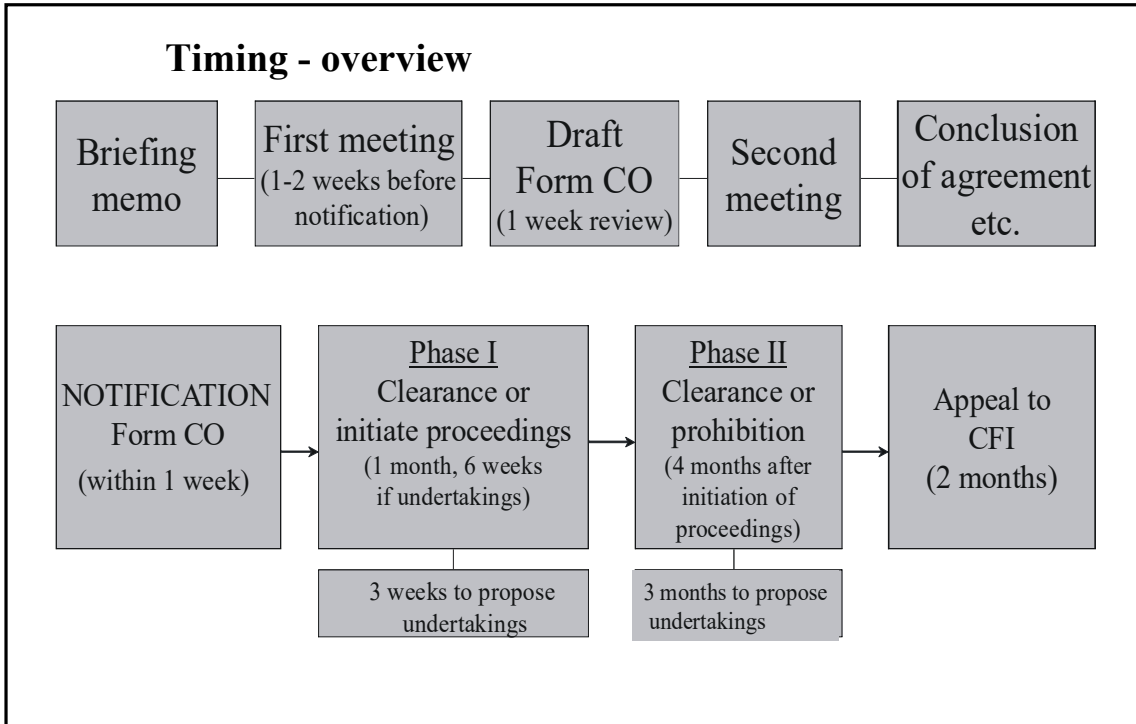 Timing - overview
Briefing
memo
First meeting
(1-2 weeks before
notification)
Draft
Form CO
(1 week review)
Second
meeting
Conclusion
of agreement
etc.
NOTIFICATION
Form CO
(within 1 week)
Phase I
Clearance or
initiate proceedings
(1 month, 6 weeks
if undertakings)
3 weeks to propose
undertakings
Phase II
Clearance or
prohibition
(4 months after
initiation of
proceedings)
3 months to propose
undertakings
Appeal to
CFI
(2 months)